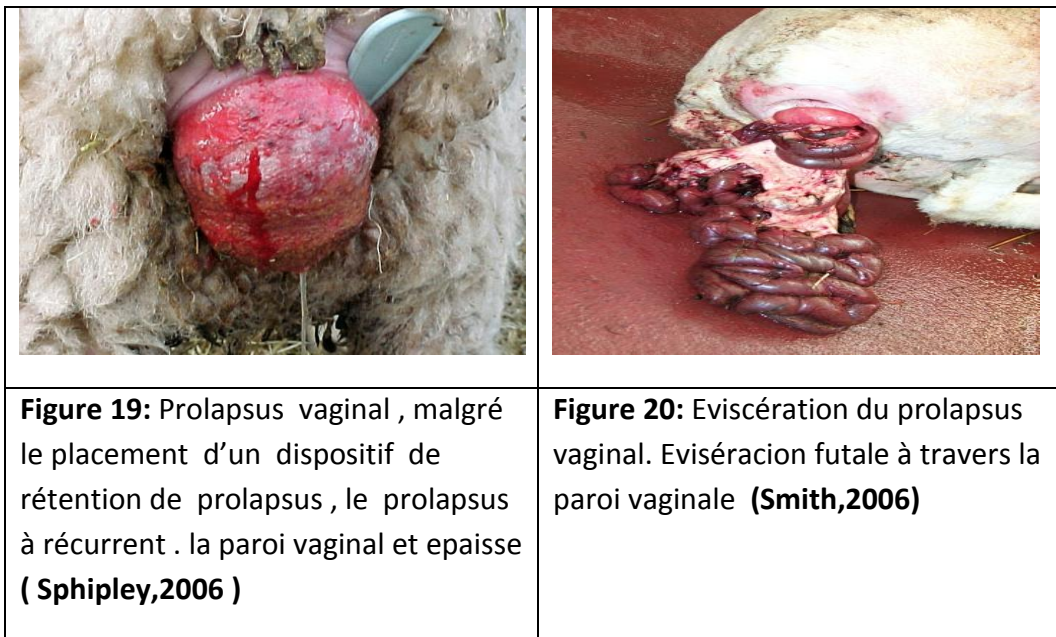 Figure 19: Prolapsus vaginal , malgré
le placement d’un dispositif de
rétention de prolapsus , le prolapsus
à récurrent . la paroi vaginal et epaisse
( Sphipley,2006 )
Figure 20: Eviscération du prolapsus
vaginal. Eviséracion futale à travers la
paroi vaginale (Smith,2006)